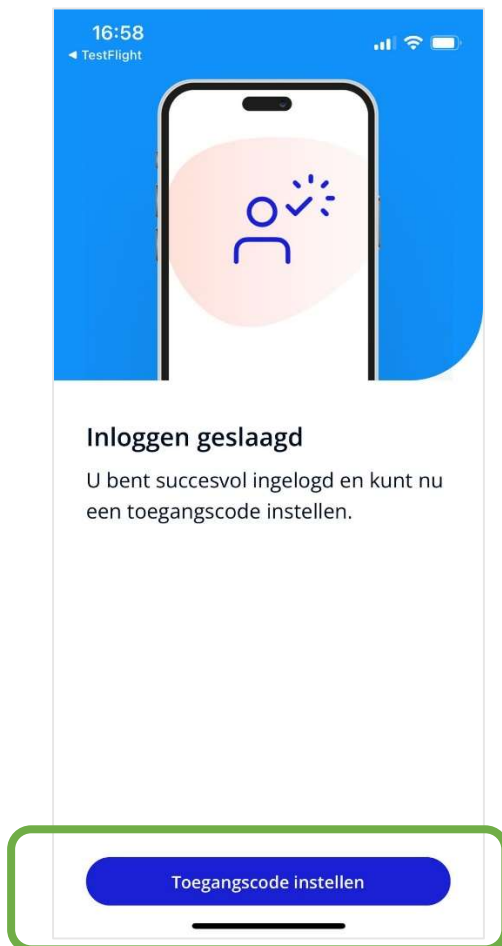 16:58
◀ TestFlight
Inloggen geslaagd
U bent succesvol ingelogd en kunt nu
een toegangscode instellen.
Toegangscode instellen